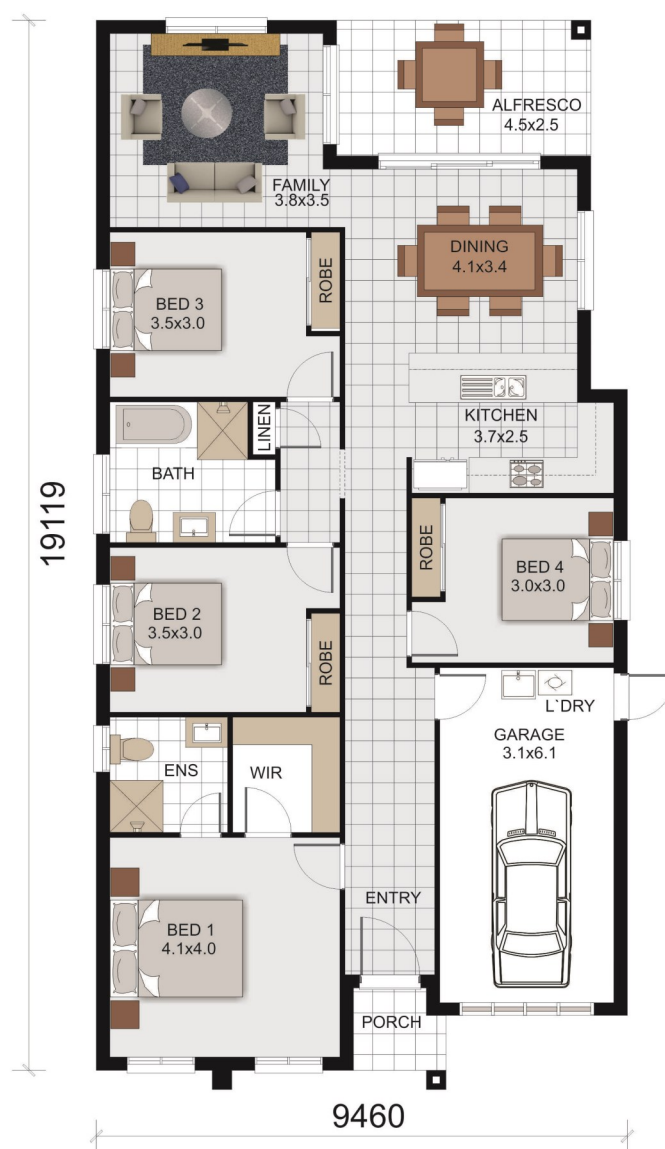 ALFRESCO
4.5x2.5
FAMILY
3.8x3.5
DINING
4.1x3.4
BED 3
3.5x3.0
ROBE
KITCHEN
3.7x2.5
LINEN
BATH
19119
ROBE
BED 4
3.0x3.0
BED 2
3.5x3.0
ROBE
L`DRY
GARAGE
3.1x6.1
ENS
WIR
ENTRY
BED 1
4.1x4.0
PORCH
9460